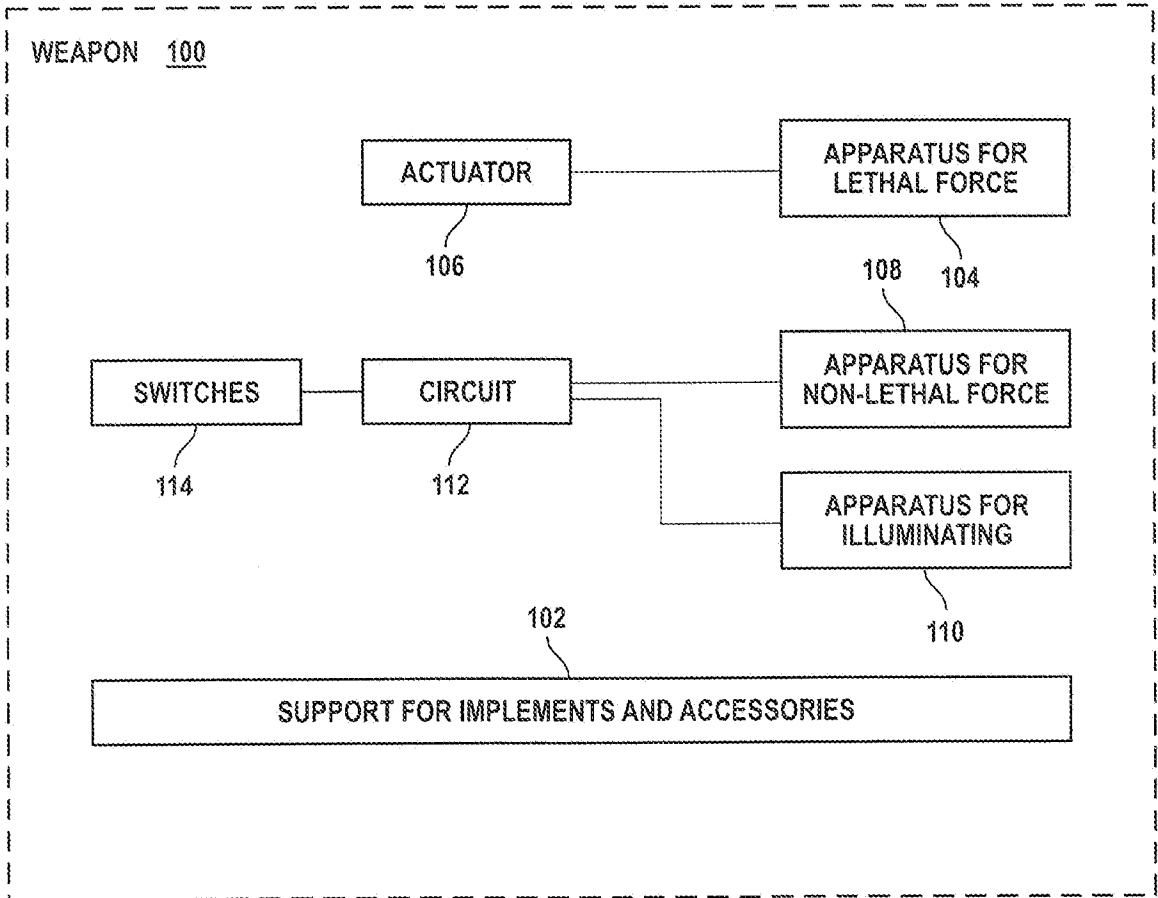 WEAPON 100
ACTUATOR
106
APPARATUS FOR
LETHAL FORCE
104
108
SWITCHES
114
CIRCUIT
112
APPARATUS FOR
NON-LETHAL FORCE
APPARATUS FOR
ILLUMINATING
110
102
SUPPORT FOR IMPLEMENTS AND ACCESSORIES